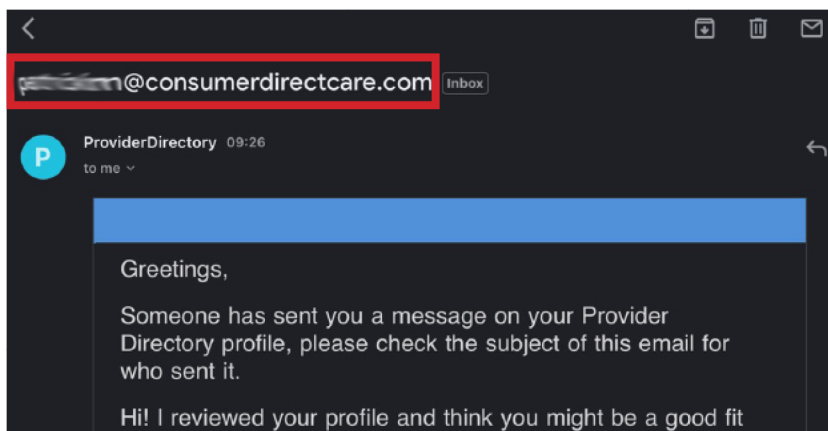 @consumerdirectcare.com Inbox
P
ProviderDirectory 09:26
to me
Greetings,
Someone has sent you a message on your Provider
Directory profile, please check the subject of this email for
who sent it.
Hi! I reviewed your profile and think you might be a good fit